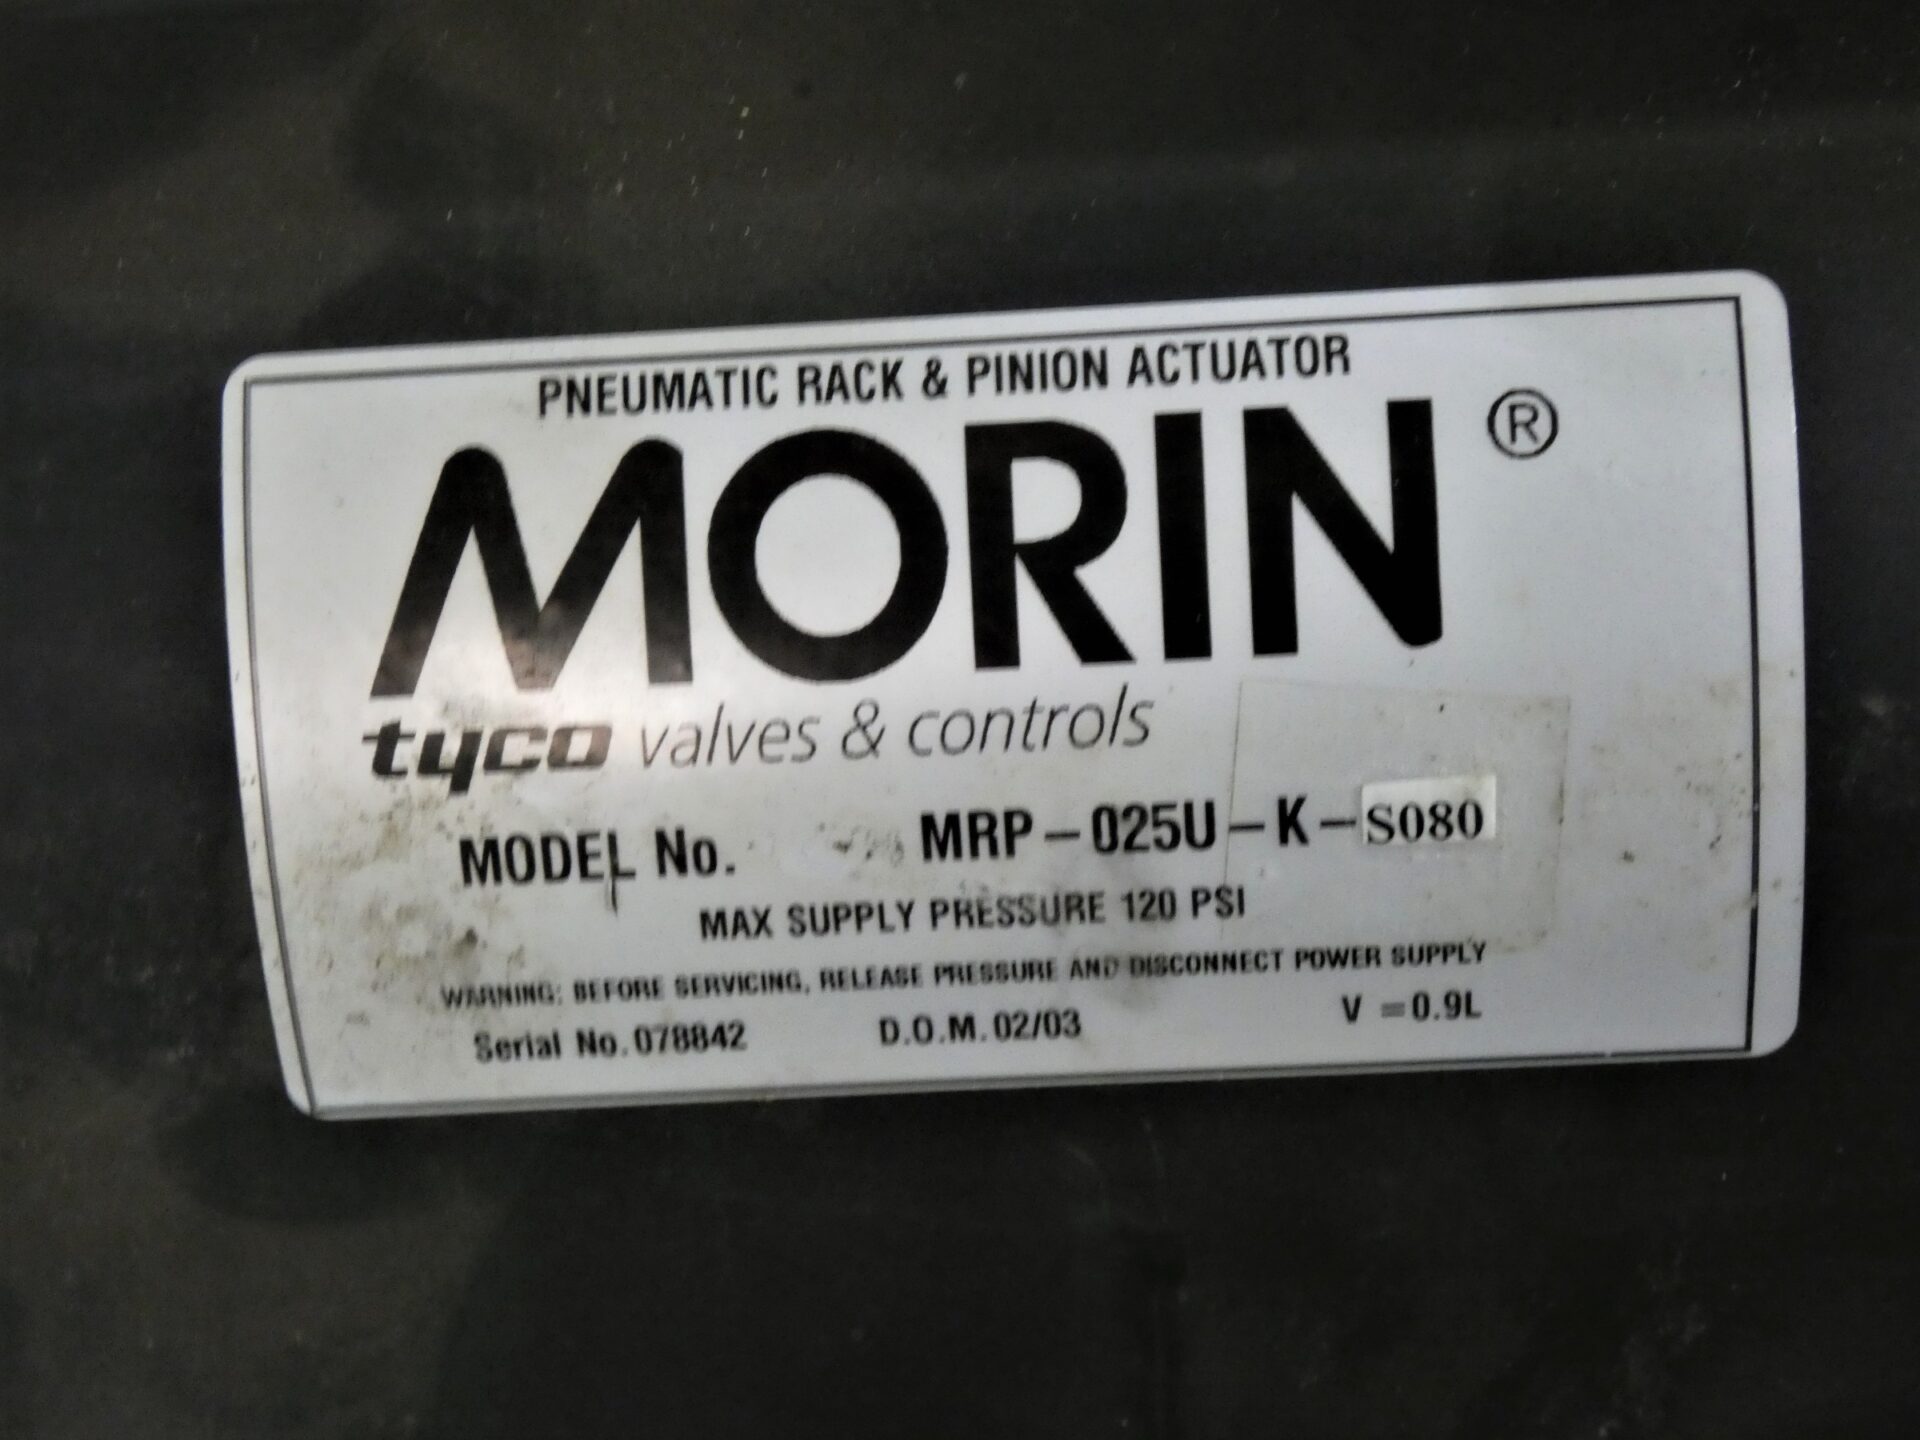 PNEUMATIC RACK & PINION ACTUATOR
MORIN ®
tyco valves & controls
MODEL No. MRP-025U-K-S080
MAX SUPPLY PRESSURE 120 PSI
WARNING: BEFORE SERVICING, RELEASE PRESSURE AND DISCONNECT POWER SUPPLY
Serial No. 078842 D.O.M. 02/03 V =0.9L